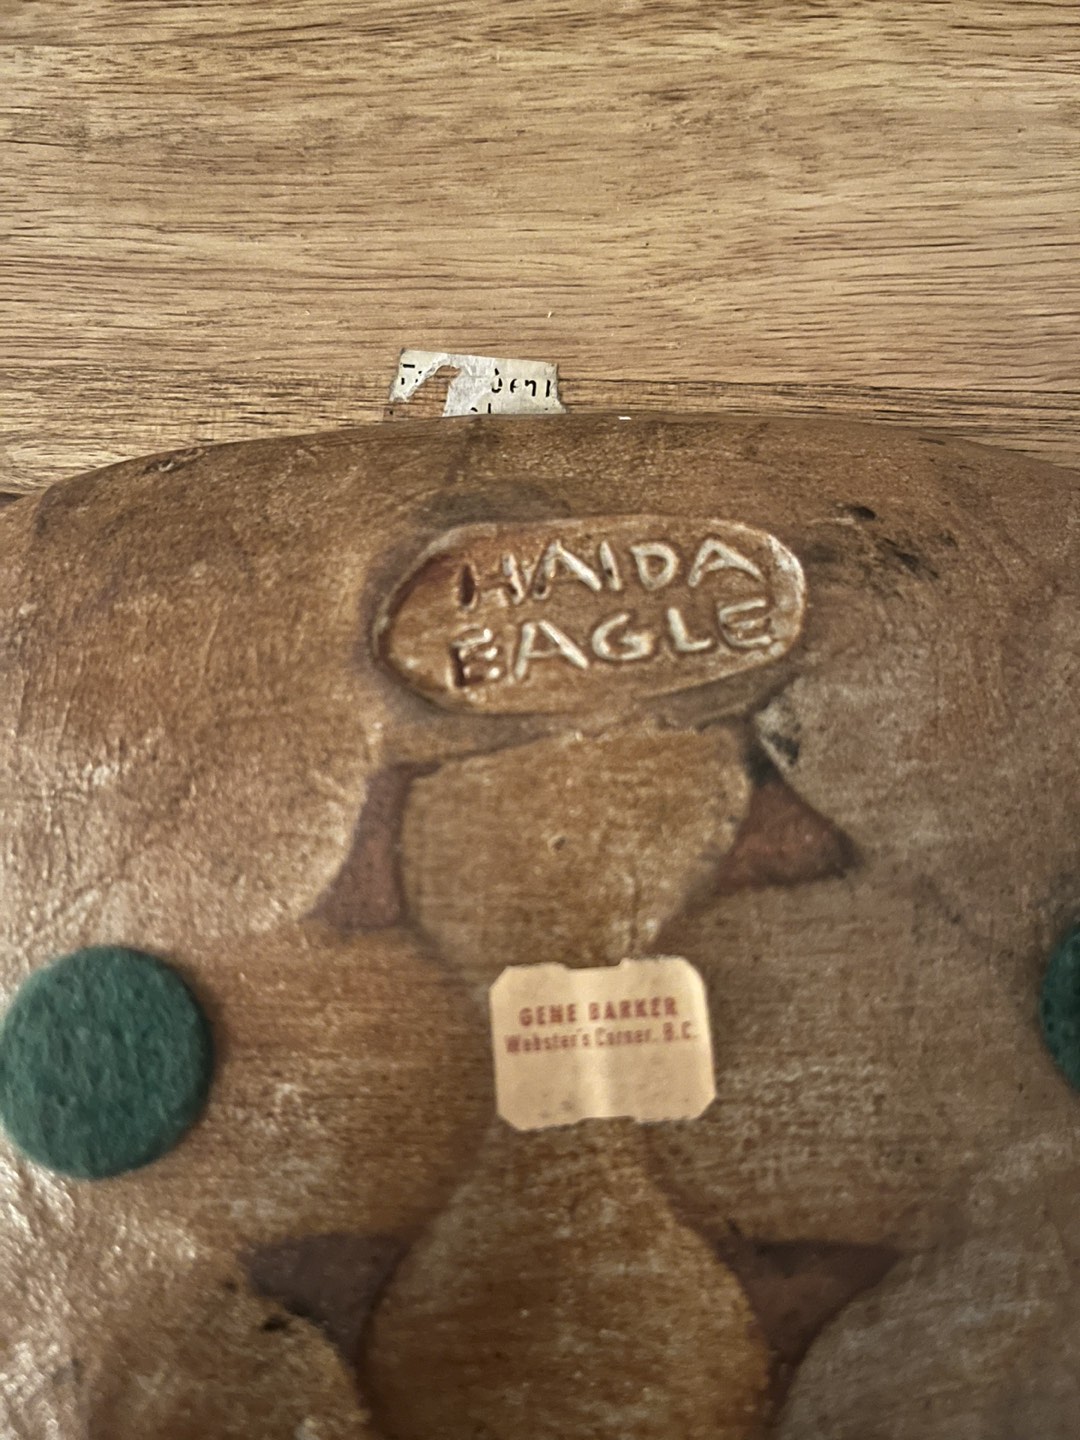 HAIDA
EAGLE
GENE BARKER
Webster's Corner, B.C.